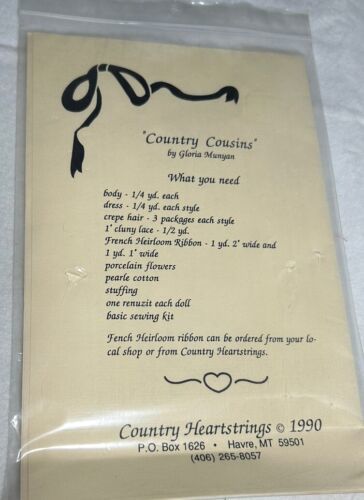 "Country Cousins"
by Gloria Munyan
What you need
body - 1/4 yd. each
dress - 1/4 yd. each style
crepe hair - 3 packages each style
1" cluny lace - 1/2 yd.
French Heirloom Ribbon - 1 yd. 2" wide and
1 yd. 1" wide
porcelain flowers
pearle cotton
stuffing
one renuzit each doll
basic sewing kit
Fench Heirloom ribbon can be ordered from your lo-
cal shop or from Country Heartstrings.
Country Heartstrings © 1990
P.O. Box 1626 • Havre, MT 59501
(406) 265-8057